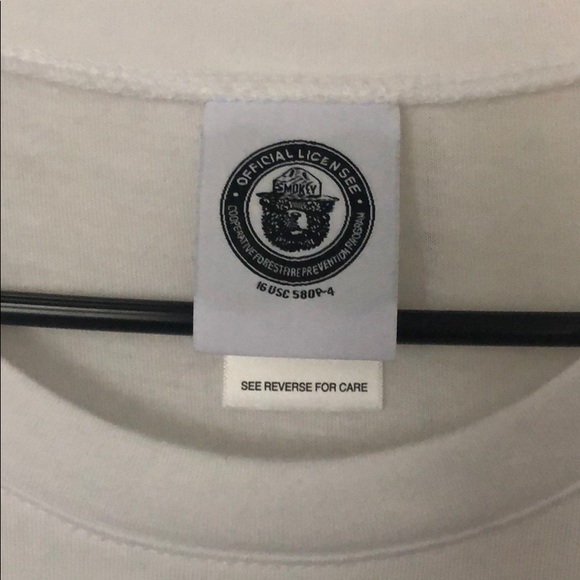 • OFFICIAL LICENSEE •
SMOKEY
COOPERATIVE FOREST FIRE PREVENTION PROGRAM
16 USC 580P-4
SEE REVERSE FOR CARE